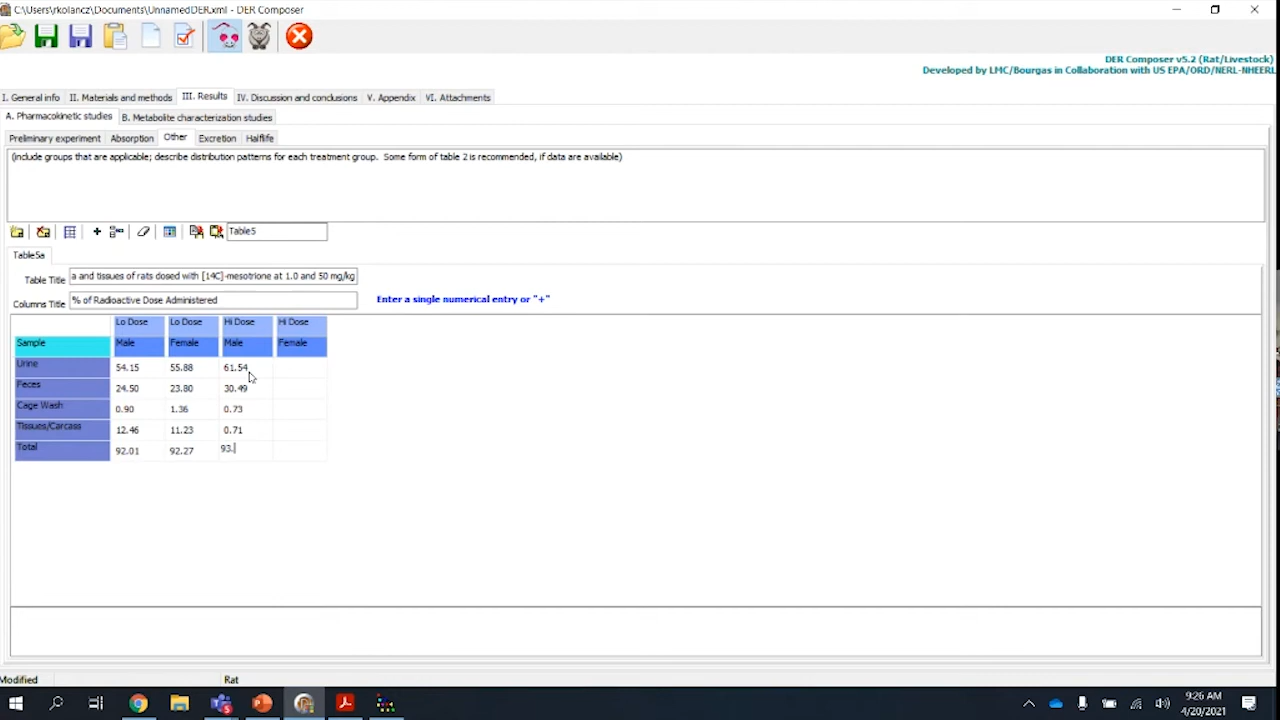 C:\Users\rkolancz\Documents\UnnamedDER.xml - DER Composer
DER Composer v5.2 (Rat/Livestock)
Developed by LMC/Bourgas in Collaboration with US EPA/ORD/NERL-NHEERL
I. General info II. Materials and methods III. Results IV. Discussion and conclusions V. Appendix VI. Attachments
A. Pharmacokinetic studies B. Metabolite characterization studies
Preliminary experiment Absorption Other Excretion Halflife
(include groups that are applicable; describe distribution patterns for each treatment group. Some form of table 2 is recommended, if data are available)
Table5
Table5a
Table Title a and tissues of rats dosed with [14C]-mesotrione at 1.0 and 50 mg/kg
Columns Title % of Radioactive Dose Administered Enter a single numerical entry or "+"
Lo Dose Lo Dose Hi Dose Hi Dose
Sample Male Female Male Female
Urine 54.15 55.88 61.54
Feces 24.50 23.80 30.49
Cage Wash 0.90 1.36 0.73
Tissues/Carcass 12.46 11.23 0.71
Total 92.01 92.27 93.
Modified Rat
9:26 AM
4/20/2021